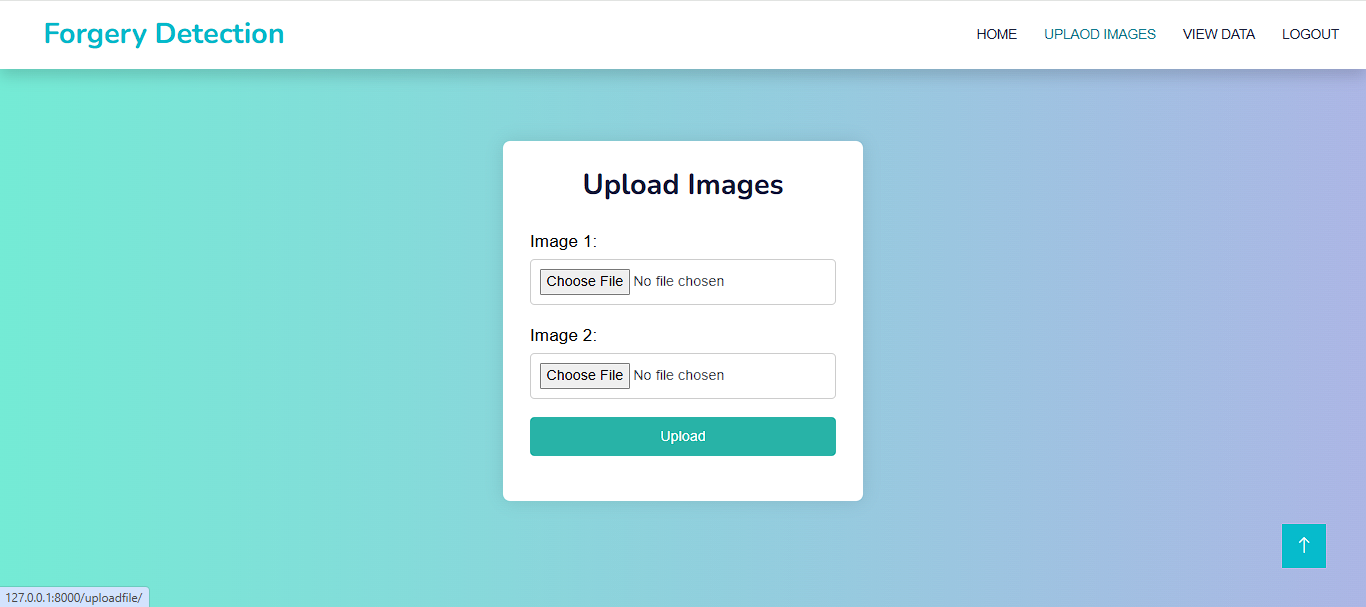 Forgery Detection
HOME UPLAOD IMAGES VIEW DATA LOGOUT
Upload Images
Image 1:
Choose File No file chosen
Image 2:
Choose File No file chosen
Upload
127.0.0.1:8000/uploadfile/